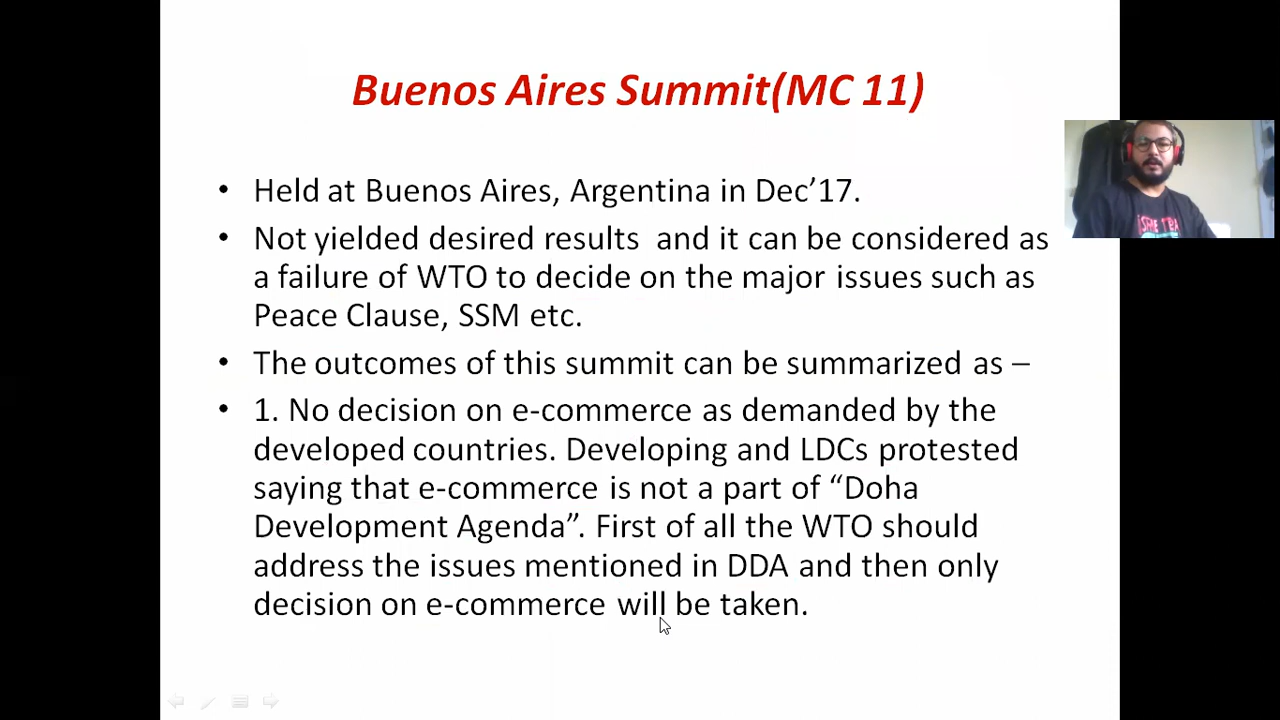 Buenos Aires Summit(MC 11)
• Held at Buenos Aires, Argentina in Dec’17.
• Not yielded desired results and it can be considered as
a failure of WTO to decide on the major issues such as
Peace Clause, SSM etc.
• The outcomes of this summit can be summarized as –
• 1. No decision on e-commerce as demanded by the
developed countries. Developing and LDCs protested
saying that e-commerce is not a part of “Doha
Development Agenda”. First of all the WTO should
address the issues mentioned in DDA and then only
decision on e-commerce will be taken.